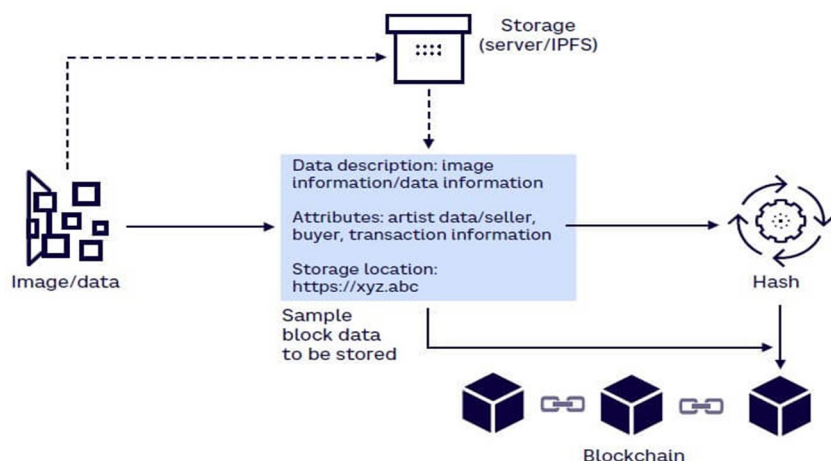 Storage
(server/IPFS)
Data description: image
information/data information
Attributes: artist data/seller,
buyer, transaction information
Storage location:
https://xyz.abc
Image/data
Hash
Sample
block data
to be stored
Blockchain